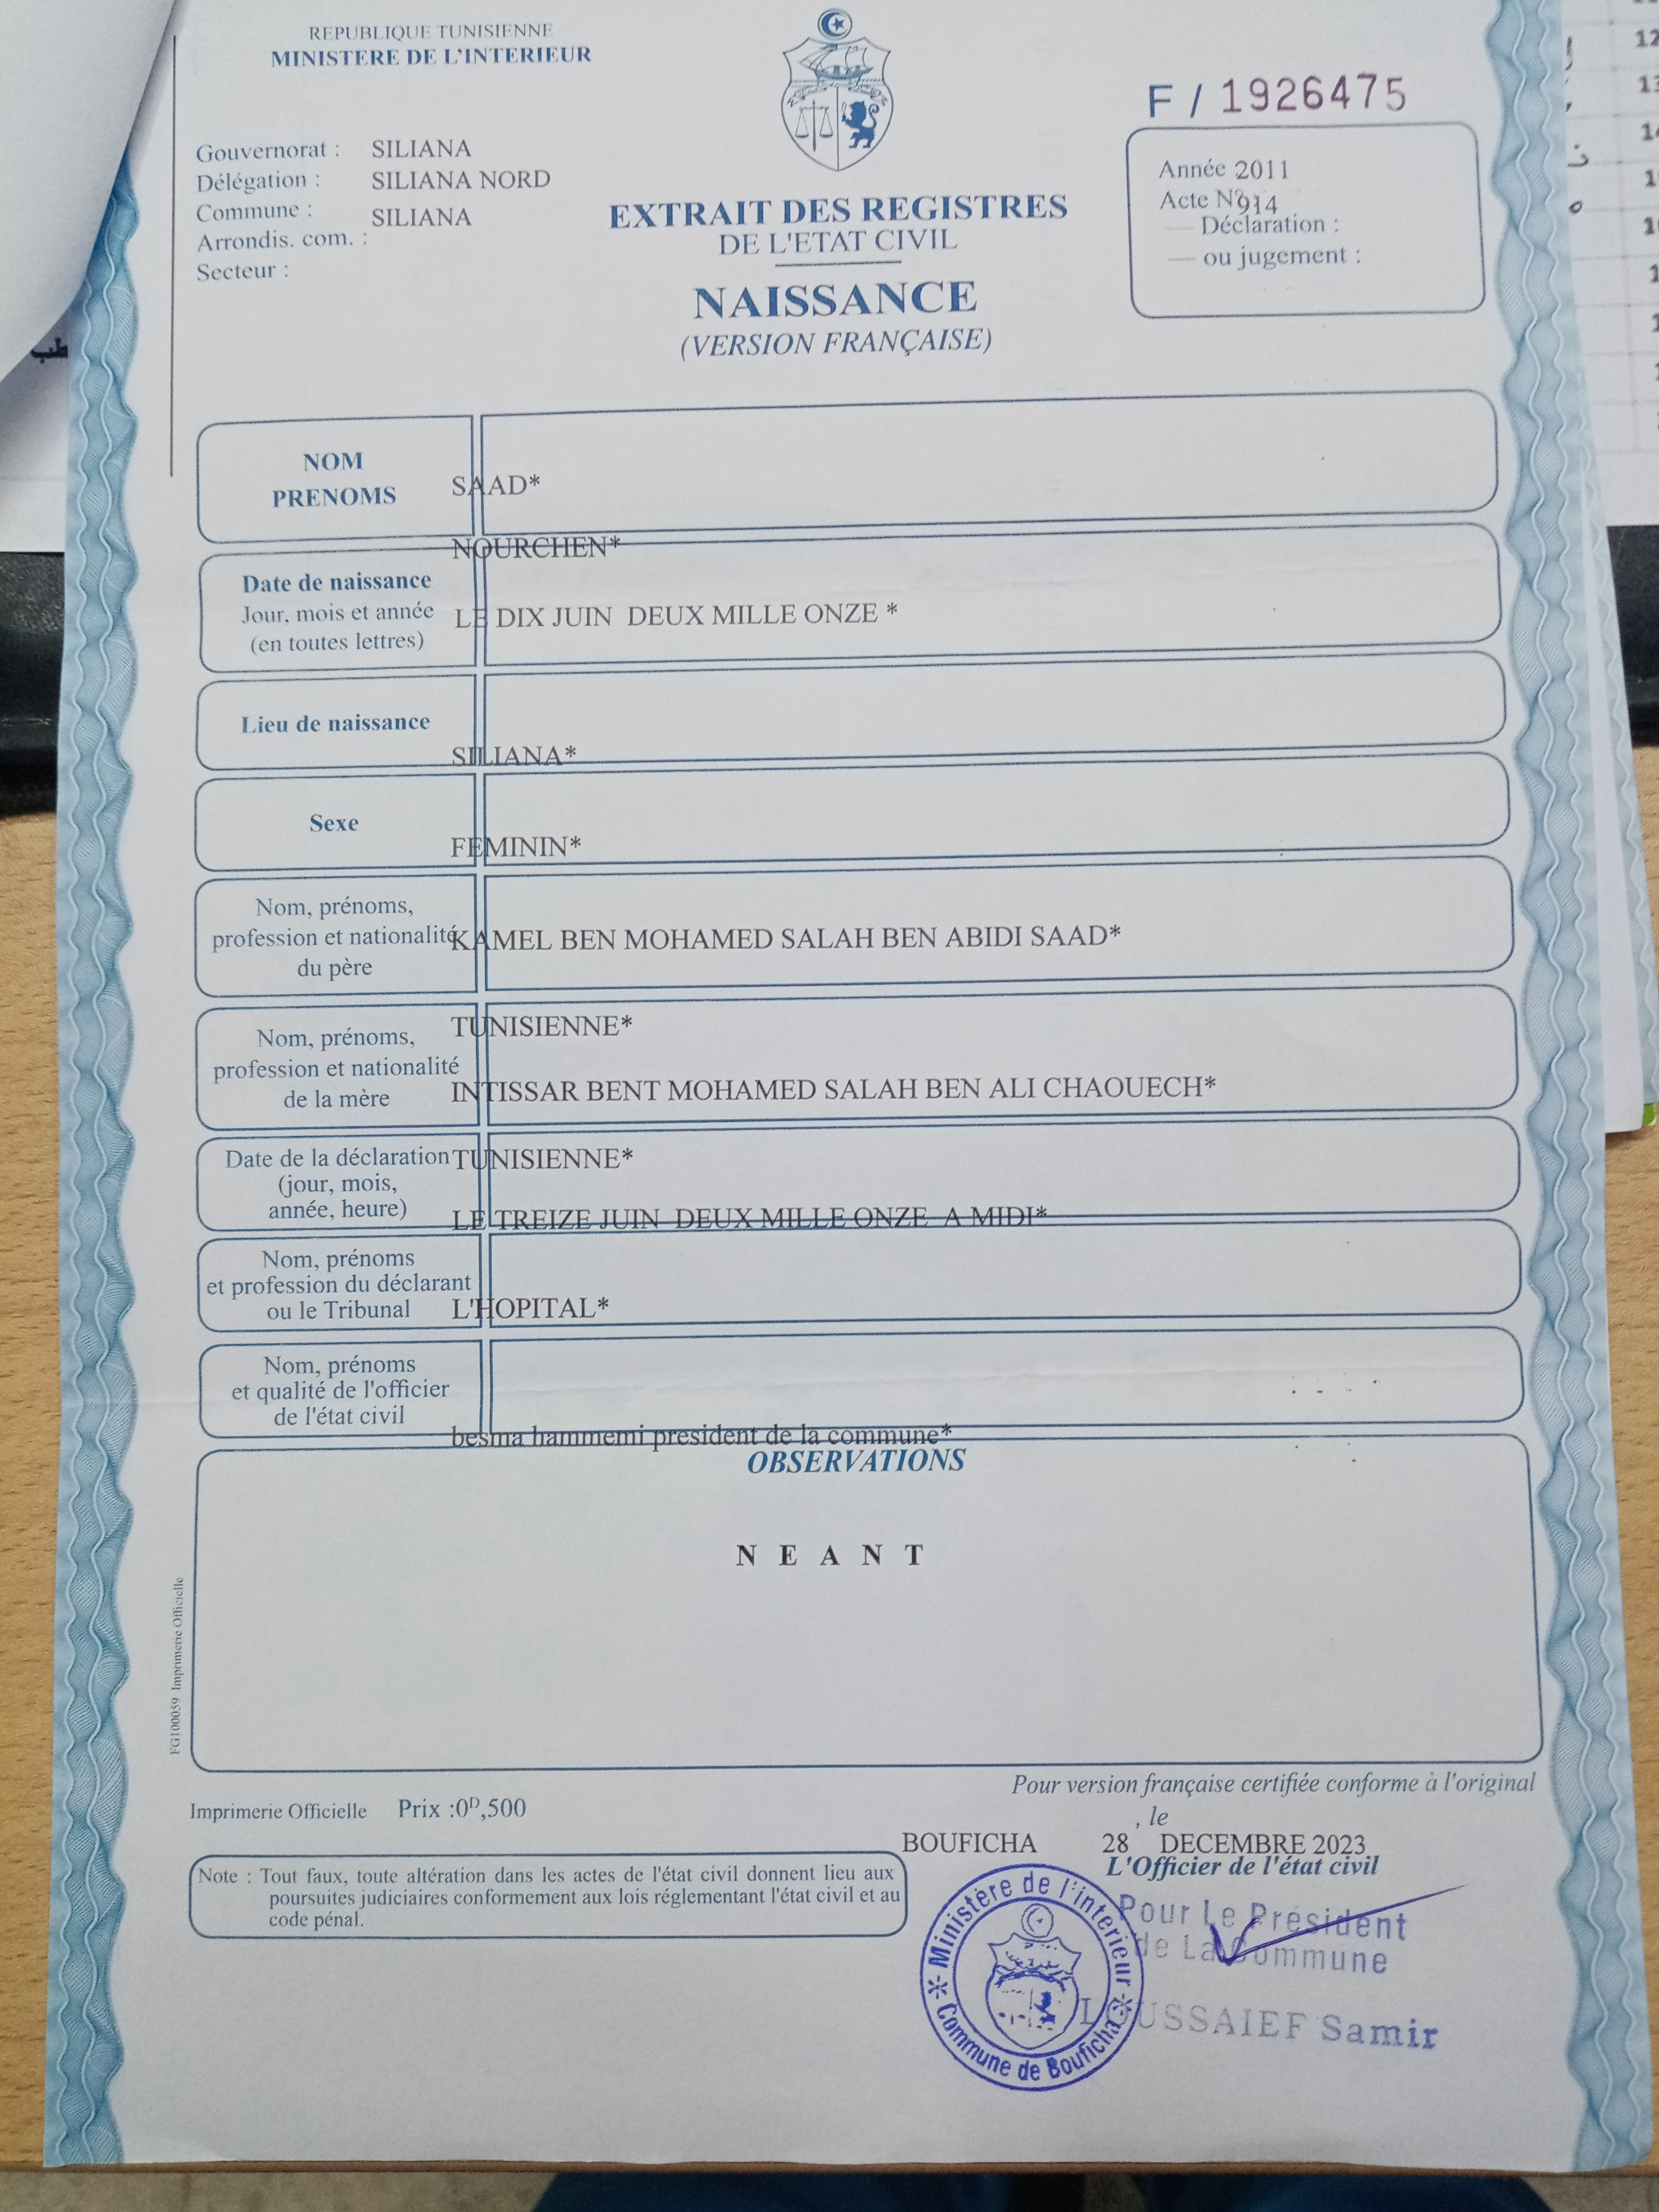 REPUBLIQUE TUNISIENNE
MINISTERE DE L'INTERIEUR
F / 1926475
Gouvernorat : SILIANA
Délégation : SILIANA NORD
Commune : SILIANA
Arrondis. com. :
Secteur :
EXTRAIT DES REGISTRES
DE L'ETAT CIVIL
NAISSANCE
(VERSION FRANÇAISE)
Année 2011
Acte Nº 914
— Déclaration :
— ou jugement :
NOM
PRENOMS
SAAD*
NOURCHEN*
Date de naissance
Jour, mois et année
(en toutes lettres)
LE DIX JUIN DEUX MILLE ONZE *
Lieu de naissance
SILIANA*
Sexe
FEMININ*
Nom, prénoms,
profession et nationalité
du père
KAMEL BEN MOHAMED SALAH BEN ABIDI SAAD*
TUNISIENNE*
Nom, prénoms,
profession et nationalité
de la mère
INTISSAR BENT MOHAMED SALAH BEN ALI CHAOUECH*
TUNISIENNE*
Date de la déclaration
(jour, mois,
année, heure)
LE TREIZE JUIN DEUX MILLE ONZE A MIDI*
Nom, prénoms
et profession du déclarant
ou le Tribunal
L'HOPITAL*
Nom, prénoms
et qualité de l'officier
de l'état civil
besma hammemi president de la commune*
OBSERVATIONS
N E A N T
FG100059 Imprimerie Officielle
Pour version française certifiée conforme à l'original
Imprimerie Officielle Prix :0ᴰ,500
, le
BOUFICHA 28 DECEMBRE 2023
L'Officier de l'état civil
Note : Tout faux, toute altération dans les actes de l'état civil donnent lieu aux
poursuites judiciaires conformement aux lois réglementant l'état civil et au
code pénal.
Pour Le Président
de La Commune
LOUSSAIEF Samir
Ministère de l'interieur
Commune de Bouficha
طب